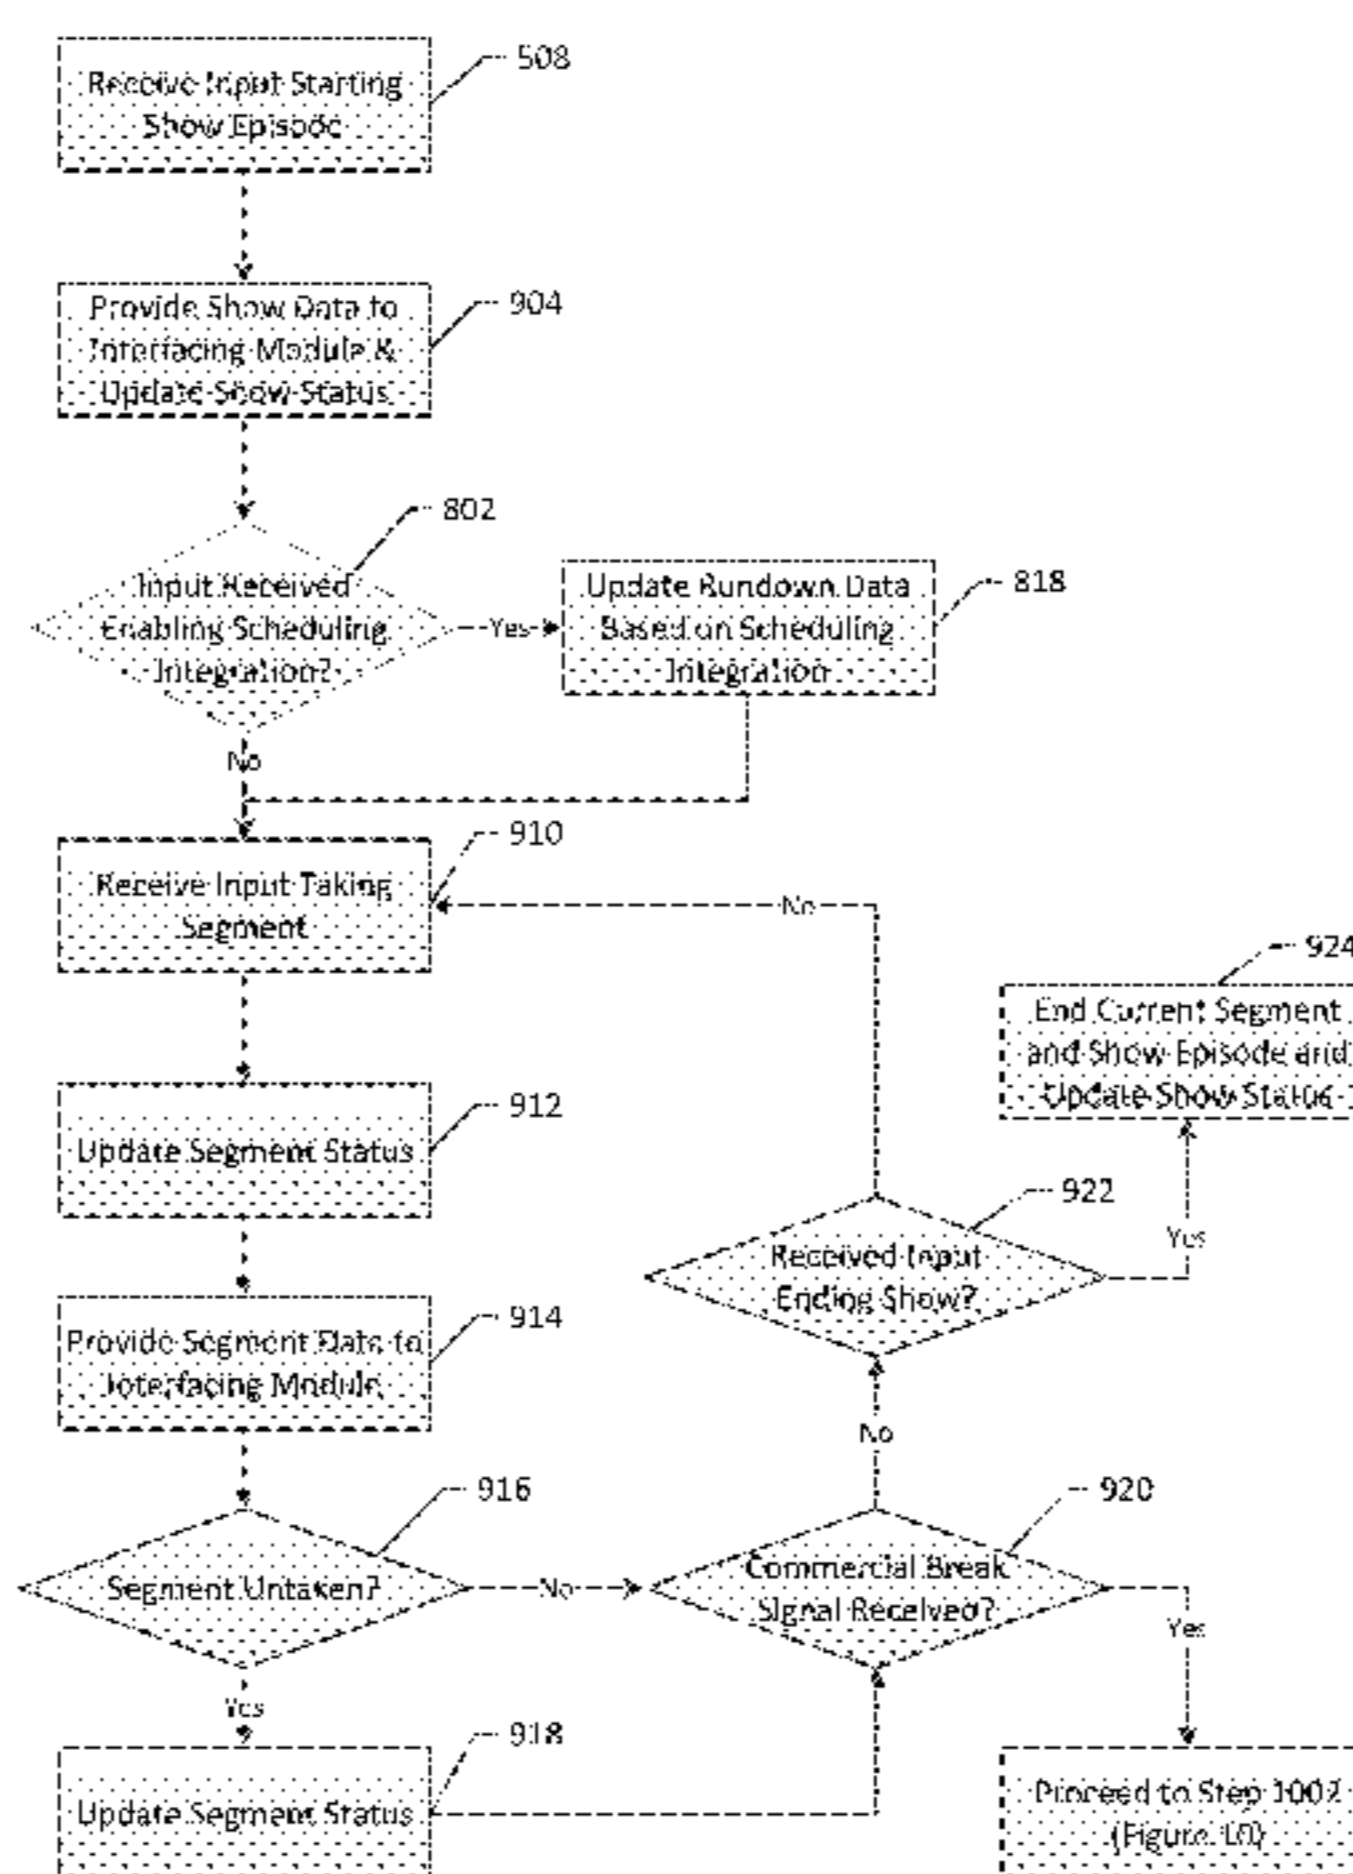 508
Receive Input Starting
Show Episode
904
Provide Show Data to
Interfacing Module &
Update Show Status
802
Input Received
Enabling Scheduling
Integration?
Yes
818
Update Rundown Data
Based on Scheduling
Integration
No
910
Receive Input Taking
Segment
No
924
End Current Segment
and Show Episode and
Update Show Status
912
Update Segment Status
922
Received Input
Ending Show?
Yes
914
Provide Segment Data to
Interfacing Module
No
916
Segment Untaken?
No
920
Commercial Break
Signal Received?
Yes
Yes
918
Update Segment Status
Proceed to Step 1002
(Figure 10)